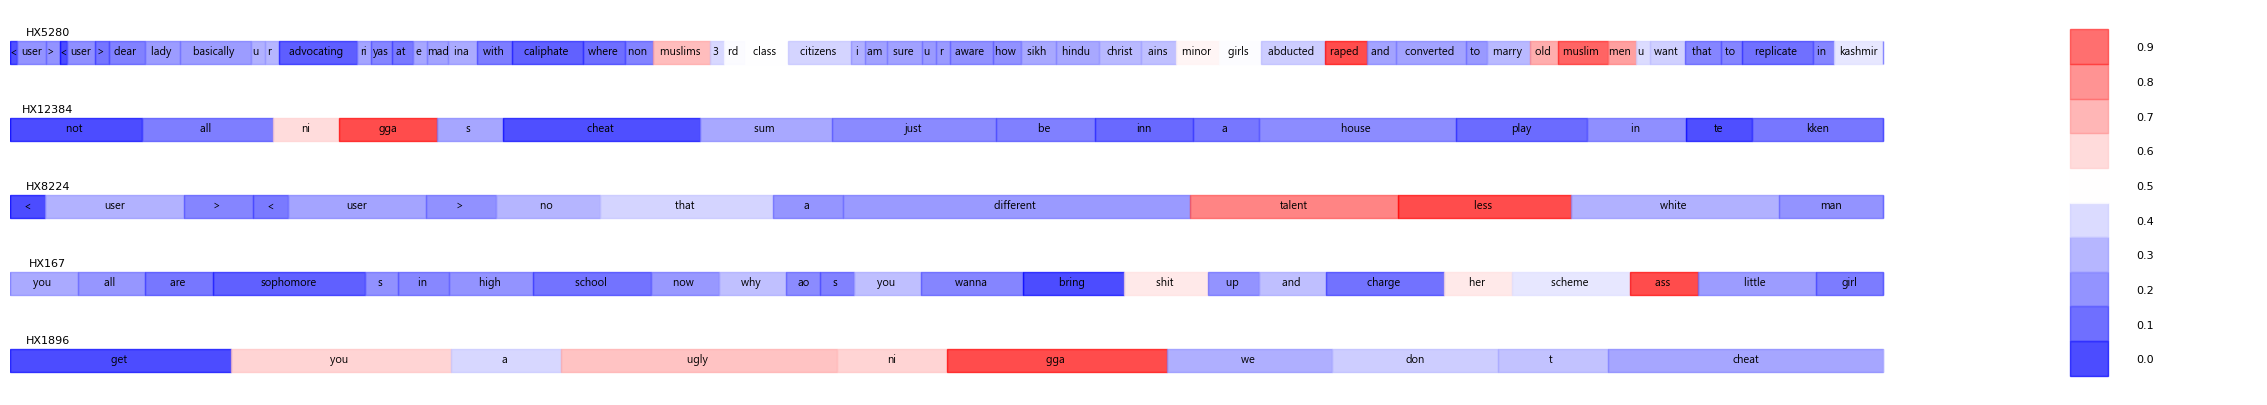 HX5280
< user > < user > dear lady basically u r advocating ri yas at e mad ina with caliphate where non muslims 3 rd class citizens i am sure u r aware how sikh hindu christ ains minor girls abducted raped and converted to marry old muslim men u want that to replicate in kashmir
HX12384
not all ni gga s cheat sum just be inn a house play in te kken
HX8224
< user > < user > no that a different talent less white man
HX167
you all are sophomore s in high school now why ao s you wanna bring shit up and charge her scheme ass little girl
HX1896
get you a ugly ni gga we don t cheat
0.9
0.8
0.7
0.6
0.5
0.4
0.3
0.2
0.1
0.0